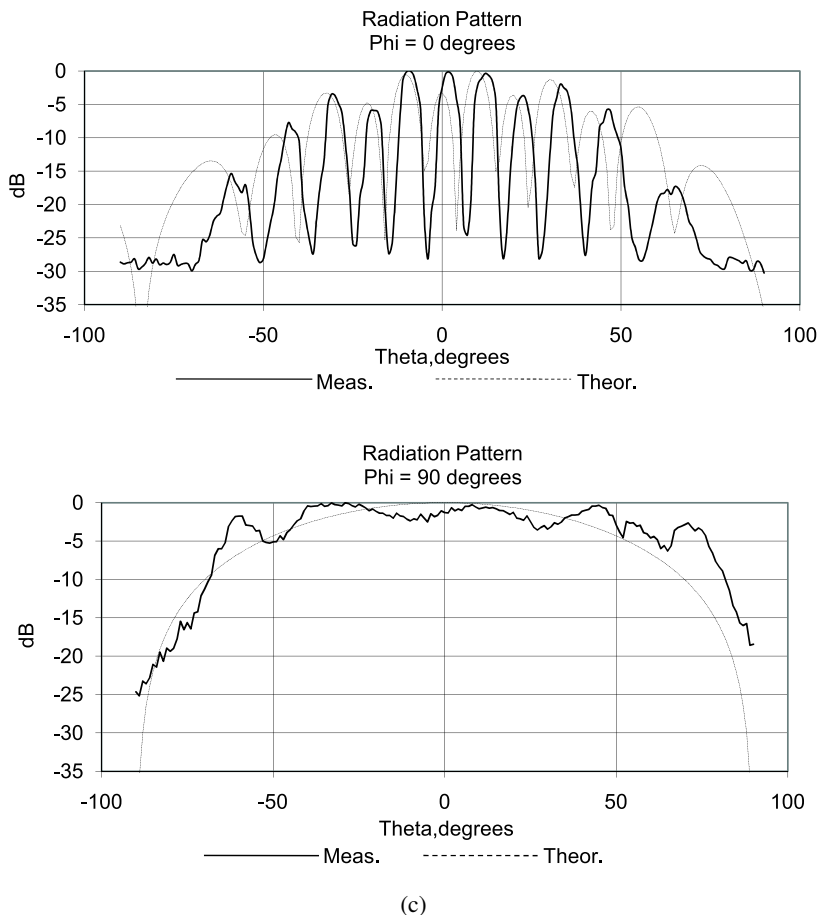 Radiation Pattern
Phi = 0 degrees
0
-5
-10
-15
-20
-25
-30
-35
dB
-100
-50
0
50
100
Theta,degrees
Meas.
Theor.
Radiation Pattern
Phi = 90 degrees
0
-5
-10
-15
-20
-25
-30
-35
dB
-100
-50
0
50
100
Theta,degrees
Meas.
Theor.
(c)